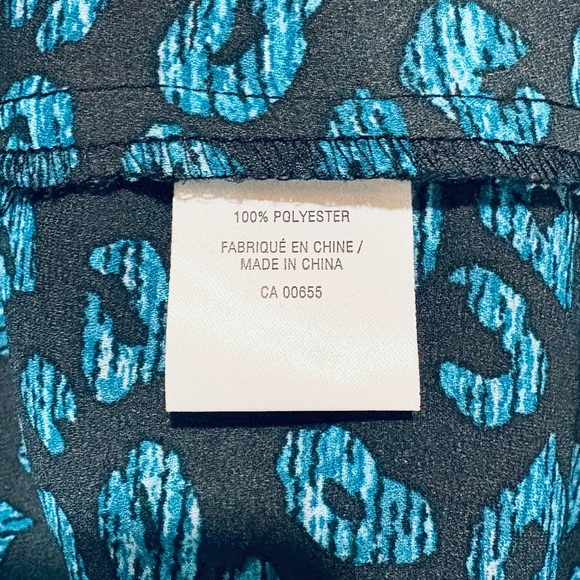 100% POLYESTER
FABRIQUÉ EN CHINE /
MADE IN CHINA
CA 00655